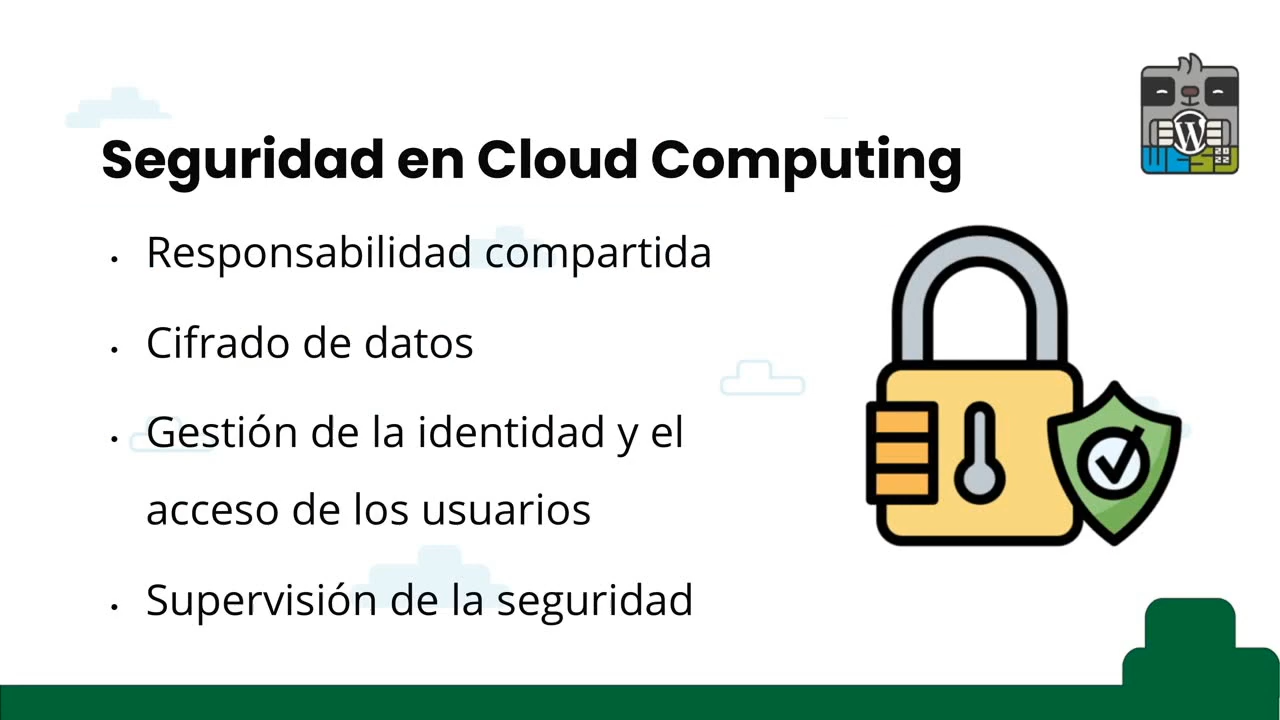 Seguridad en Cloud Computing
• Responsabilidad compartida
• Cifrado de datos
• Gestión de la identidad y el
acceso de los usuarios
• Supervisión de la seguridad